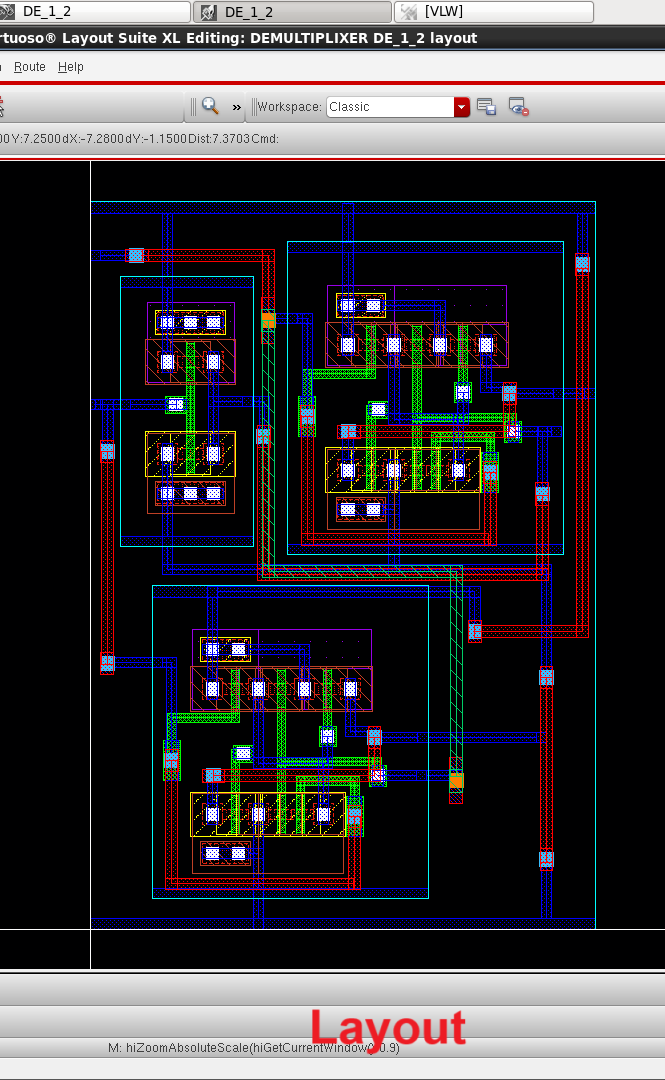 DE_1_2 DE_1_2 [VLW]
rtuoso® Layout Suite XL Editing: DEMULTIPLIXER DE_1_2 layout
Route Help
» Workspace: Classic
00Y:7.2500dX:-7.2800dY:-1.1500Dist:7.3703Cmd:
Layout
M: hiZoomAbsoluteScale(hiGetCurrentWindow() 0.9)